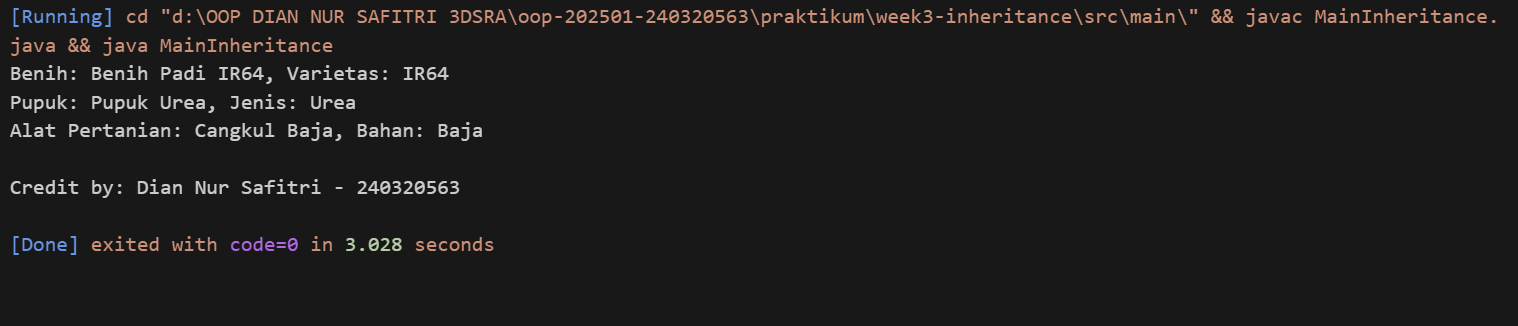 [Running] cd "d:\OOP DIAN NUR SAFITRI 3DSRA\oop-202501-240320563\praktikum\week3-inheritance\src\main\" && javac MainInheritance.
java && java MainInheritance
Benih: Benih Padi IR64, Varietas: IR64
Pupuk: Pupuk Urea, Jenis: Urea
Alat Pertanian: Cangkul Baja, Bahan: Baja
Credit by: Dian Nur Safitri - 240320563
[Done] exited with code=0 in 3.028 seconds